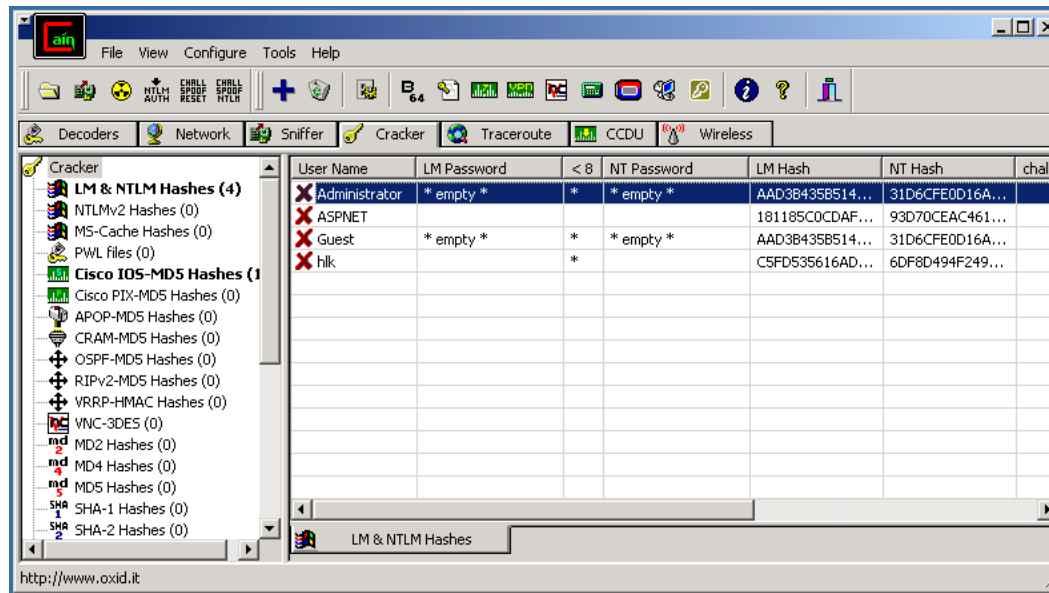 aín
File View Configure Tools Help
NTLM AUTH CHALL SPOOF RESET CHALL SPOOF NTLM B64
Decoders Network Sniffer Cracker Traceroute CCDU Wireless
Cracker
LM & NTLM Hashes (4)
NTLMv2 Hashes (0)
MS-Cache Hashes (0)
PWL files (0)
Cisco IOS-MD5 Hashes (1
Cisco PIX-MD5 Hashes (0)
APOP-MD5 Hashes (0)
CRAM-MD5 Hashes (0)
OSPF-MD5 Hashes (0)
RIPv2-MD5 Hashes (0)
VRRP-HMAC Hashes (0)
VNC-3DES (0)
md2 MD2 Hashes (0)
md4 MD4 Hashes (0)
md5 MD5 Hashes (0)
SHA1 SHA-1 Hashes (0)
SHA2 SHA-2 Hashes (0)
User Name LM Password < 8 NT Password LM Hash NT Hash chal
Administrator * empty * * * empty * AAD3B435B514... 31D6CFE0D16A...
ASPNET 181185C0CDAF... 93D70CEAC461...
Guest * empty * * * empty * AAD3B435B514... 31D6CFE0D16A...
hlk * C5FD535616AD... 6DF8D494F249...
LM & NTLM Hashes
http://www.oxid.it